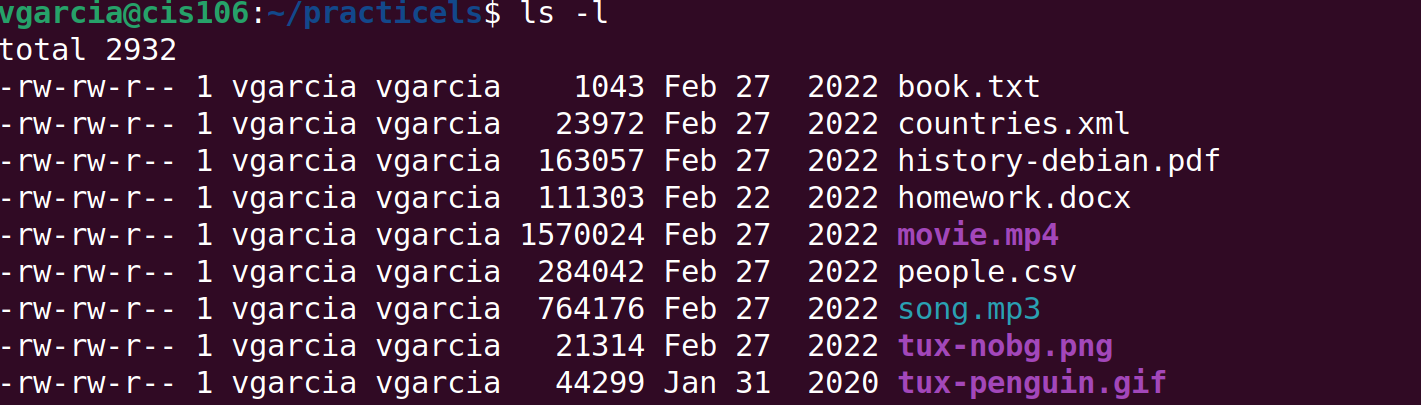 vgarcia@cis106:~/practicels$ ls -l
total 2932
-rw-rw-r-- 1 vgarcia vgarcia    1043 Feb 27  2022 book.txt
-rw-rw-r-- 1 vgarcia vgarcia   23972 Feb 27  2022 countries.xml
-rw-rw-r-- 1 vgarcia vgarcia  163057 Feb 27  2022 history-debian.pdf
-rw-rw-r-- 1 vgarcia vgarcia  111303 Feb 22  2022 homework.docx
-rw-rw-r-- 1 vgarcia vgarcia 1570024 Feb 27  2022 movie.mp4
-rw-rw-r-- 1 vgarcia vgarcia  284042 Feb 27  2022 people.csv
-rw-rw-r-- 1 vgarcia vgarcia  764176 Feb 27  2022 song.mp3
-rw-rw-r-- 1 vgarcia vgarcia   21314 Feb 27  2022 tux-nobg.png
-rw-rw-r-- 1 vgarcia vgarcia   44299 Jan 31  2020 tux-penguin.gif